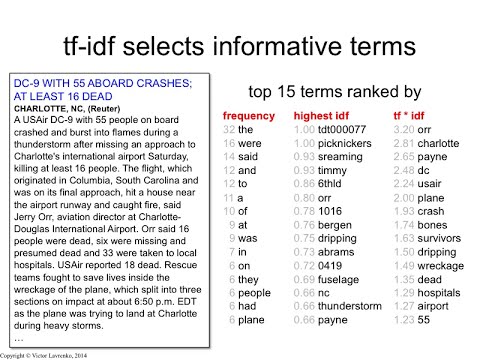 tf-idf selects informative terms
DC-9 WITH 55 ABOARD CRASHES;
AT LEAST 16 DEAD
CHARLOTTE, NC, (Reuter)
A USAir DC-9 with 55 people on board
crashed and burst into flames during a
thunderstorm after missing an approach to
Charlotte's international airport Saturday,
killing at least 16 people. The flight, which
originated in Columbia, South Carolina and
was on its final approach, hit a house near
the airport runway and caught fire, said
Jerry Orr, aviation director at Charlotte-
Douglas International Airport. Orr said 16
people were dead, six were missing and
presumed dead and 33 were taken to local
hospitals. USAir reported 18 dead. Rescue
teams fought to save lives inside the
wreckage of the plane, which split into three
sections on impact at about 6:50 p.m. EDT
as the plane was trying to land at Charlotte
during heavy storms.
…
top 15 terms ranked by
frequency highest idf tf * idf
32 the 1.00 tdt000077 3.20 orr
16 were 1.00 picknickers 2.81 charlotte
14 said 0.93 sreaming 2.65 payne
12 and 0.93 timmy 2.48 dc
12 to 0.86 6thld 2.24 usair
11 a 0.80 orr 2.00 plane
10 of 0.78 1016 1.93 crash
9 at 0.76 bergen 1.74 bones
9 was 0.75 dripping 1.63 survivors
7 in 0.73 abrams 1.50 dripping
6 on 0.72 0419 1.49 wreckage
6 they 0.69 fuselage 1.35 dead
6 people 0.66 nc 1.29 hospitals
6 had 0.66 thunderstorm 1.27 airport
6 plane 0.66 payne 1.23 55
Copyright © Victor Lavrenko, 2014